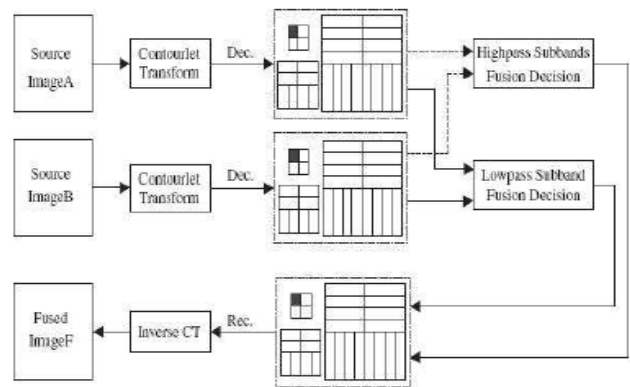 Source
ImageA
Contourlet
Transform
Dec.
Highpass Subbands
Fusion Decision
Source
ImageB
Contourlet
Transform
Dec.
Lowpass Subband
Fusion Decision
Fused
ImageF
Inverse CT
Rec.